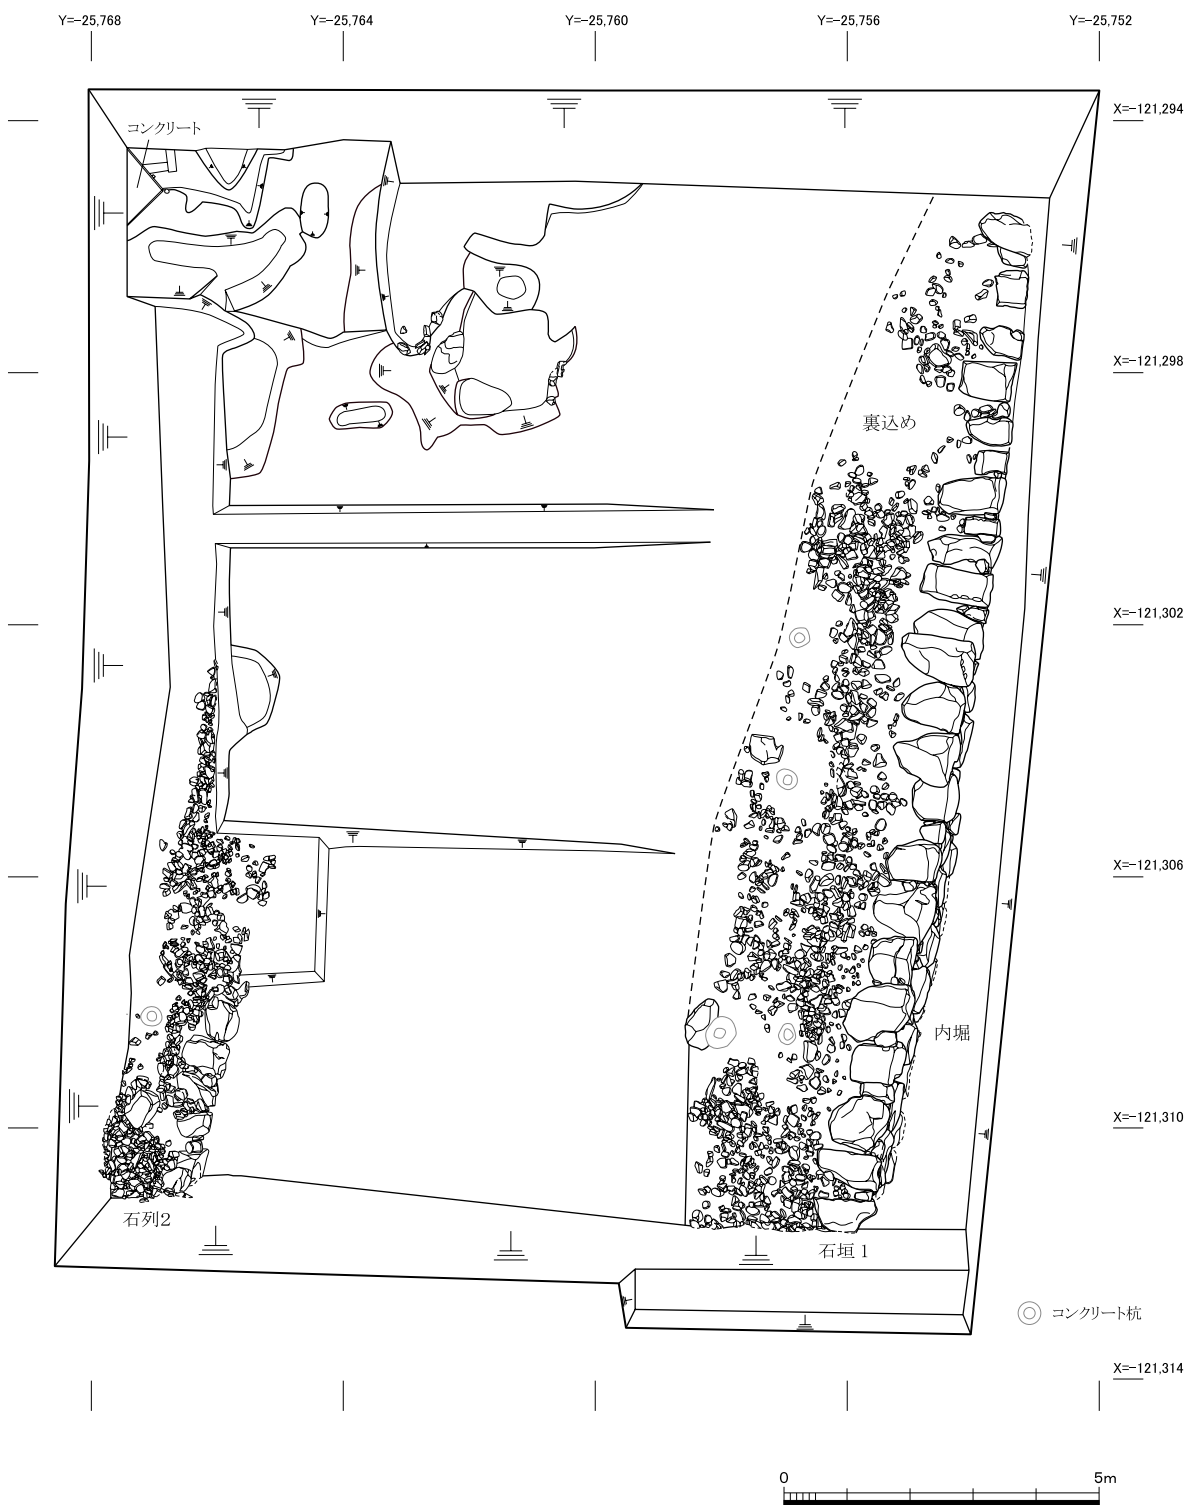 Y=-25,768
Y=-25,764
Y=-25,760
Y=-25,756
Y=-25,752
X=-121,294
コンクリート
X=-121,298
裏込め
X=-121,302
X=-121,306
内堀
X=-121,310
石列2
石垣1
コンクリート杭
X=-121,314
0
5m